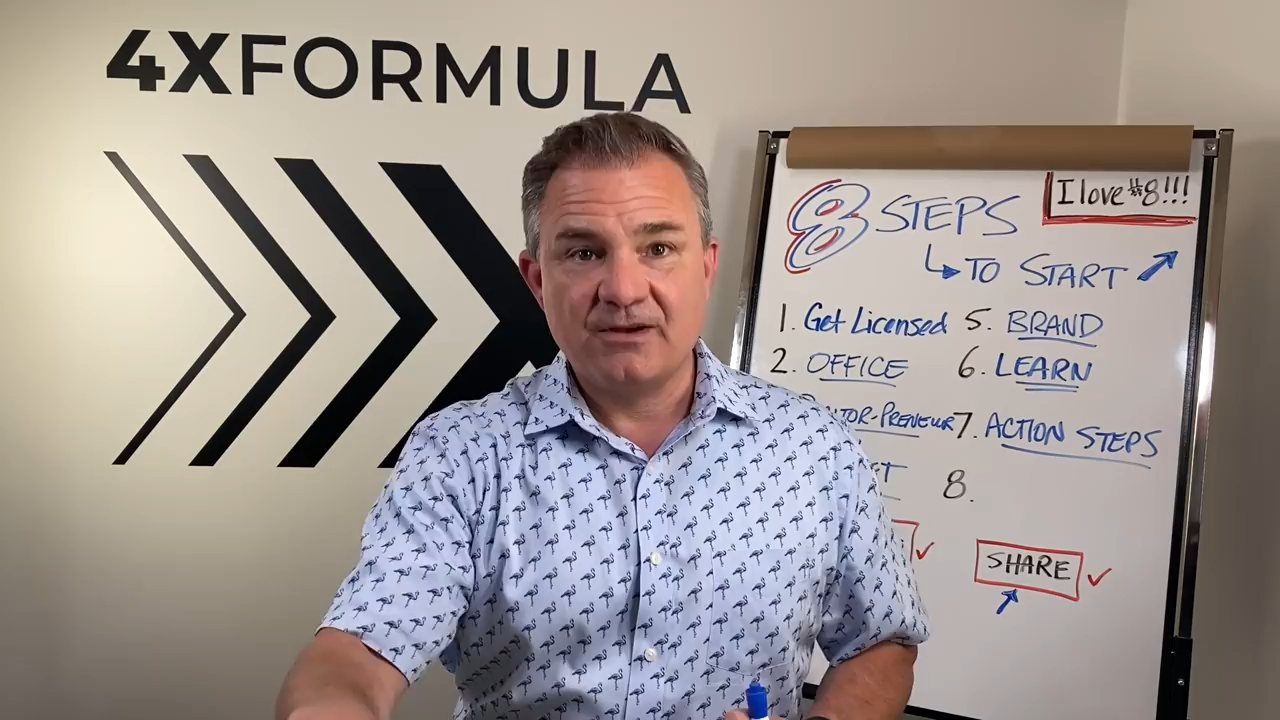 4XFORMULA
I love #8!!!
8 STEPS
TO START
1. Get Licensed
2. OFFICE
PRENEUR
5. BRAND
6. LEARN
7. ACTION STEPS
8.
SHARE